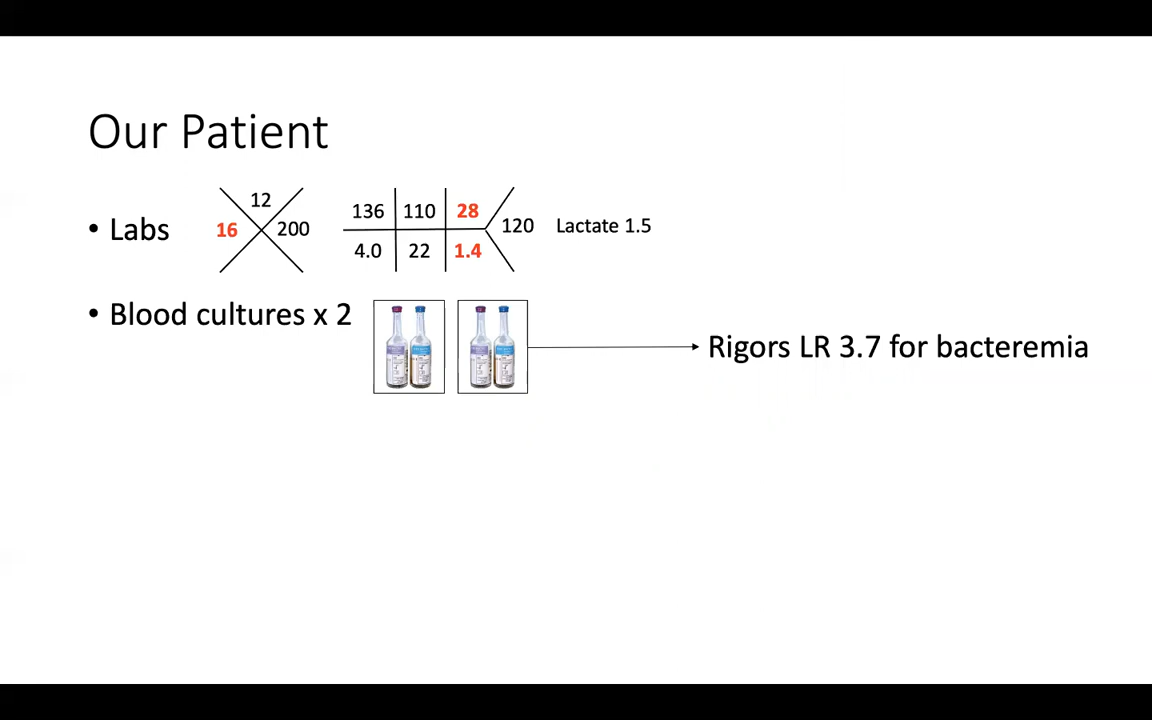 Our Patient
• Labs
12
16
200
136 110 28
4.0 22 1.4
120
Lactate 1.5
• Blood cultures x 2
Rigors LR 3.7 for bacteremia